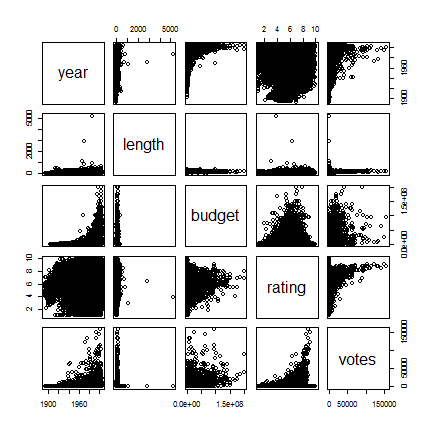 0 2000 5000
2 4 6 8 10
year
1900 1960
0 2000 5000
length
budget
0.0e+00 1.5e+08
2 4 6 8 10
rating
votes
0 50000 150000
1900 1960
0.0e+00 1.5e+08
0 50000 150000